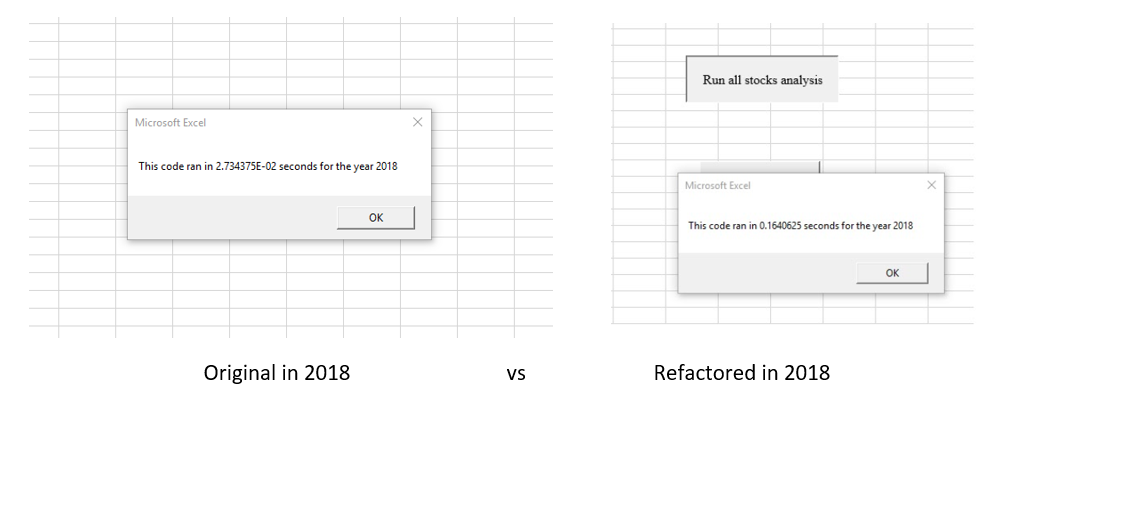 Run all stocks analysis
Microsoft Excel
This code ran in 2.734375E-02 seconds for the year 2018
OK
Microsoft Excel
This code ran in 0.1640625 seconds for the year 2018
OK
Original in 2018 vs Refactored in 2018